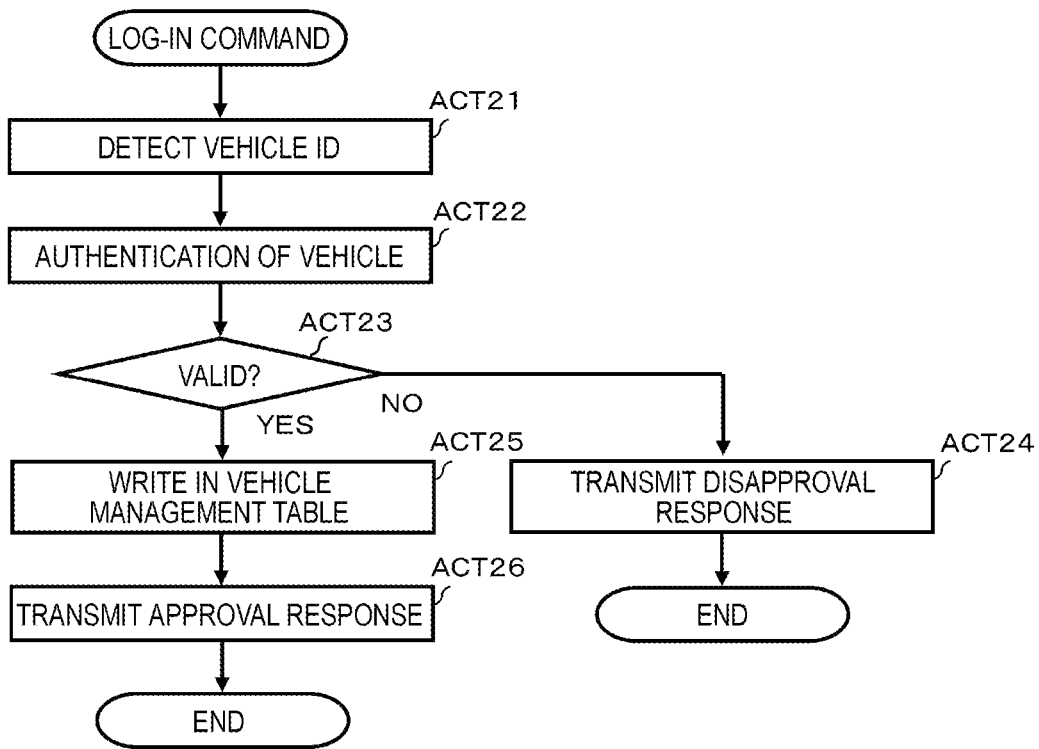 LOG-IN COMMAND
ACT21
DETECT VEHICLE ID
ACT22
AUTHENTICATION OF VEHICLE
ACT23
VALID?
NO
YES
ACT25
WRITE IN VEHICLE
MANAGEMENT TABLE
ACT24
TRANSMIT DISAPPROVAL
RESPONSE
ACT26
TRANSMIT APPROVAL RESPONSE
END
END